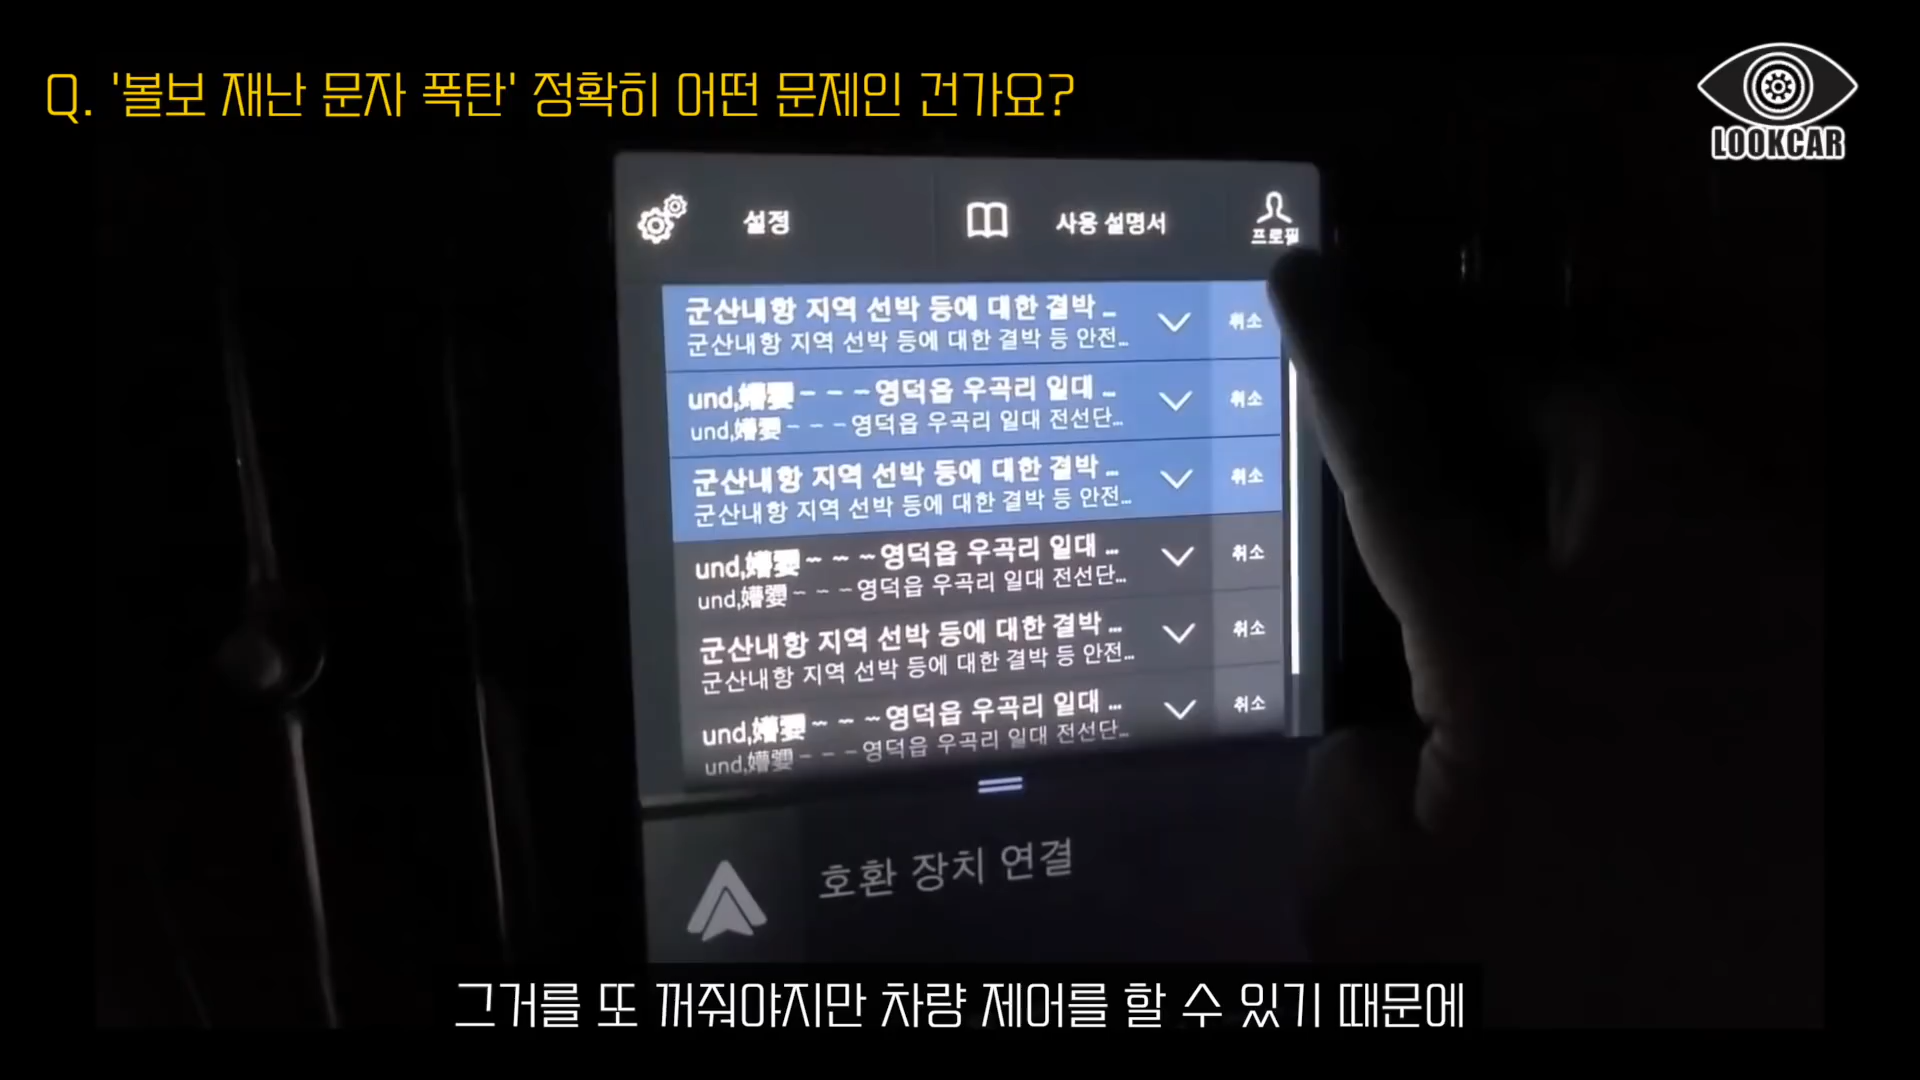 Q. '볼보 재난 문자 폭탄' 정확히 어떤 문제인 건가요?
LOOKCAR
설정
사용 설명서
프로필
군산내항 지역 선박 등에 대한 결박 ...
군산내항 지역 선박 등에 대한 결박 등 안전...
취소
und, ~ ~ ~영덕읍 우곡리 일대 ...
und, ~ ~ ~영덕읍 우곡리 일대 전선단...
취소
군산내항 지역 선박 등에 대한 결박 ...
군산내항 지역 선박 등에 대한 결박 등 안전...
취소
und, ~ ~ ~영덕읍 우곡리 일대 ...
und, ~ ~ ~영덕읍 우곡리 일대 전선단...
취소
군산내항 지역 선박 등에 대한 결박 ...
군산내항 지역 선박 등에 대한 결박 등 안전...
취소
und, ~ ~ ~영덕읍 우곡리 일대 ...
und, ~ ~ ~영덕읍 우곡리 일대 전선단...
취소
호환 장치 연결
그거를 또 꺼줘야지만 차량 제어를 할 수 있기 때문에